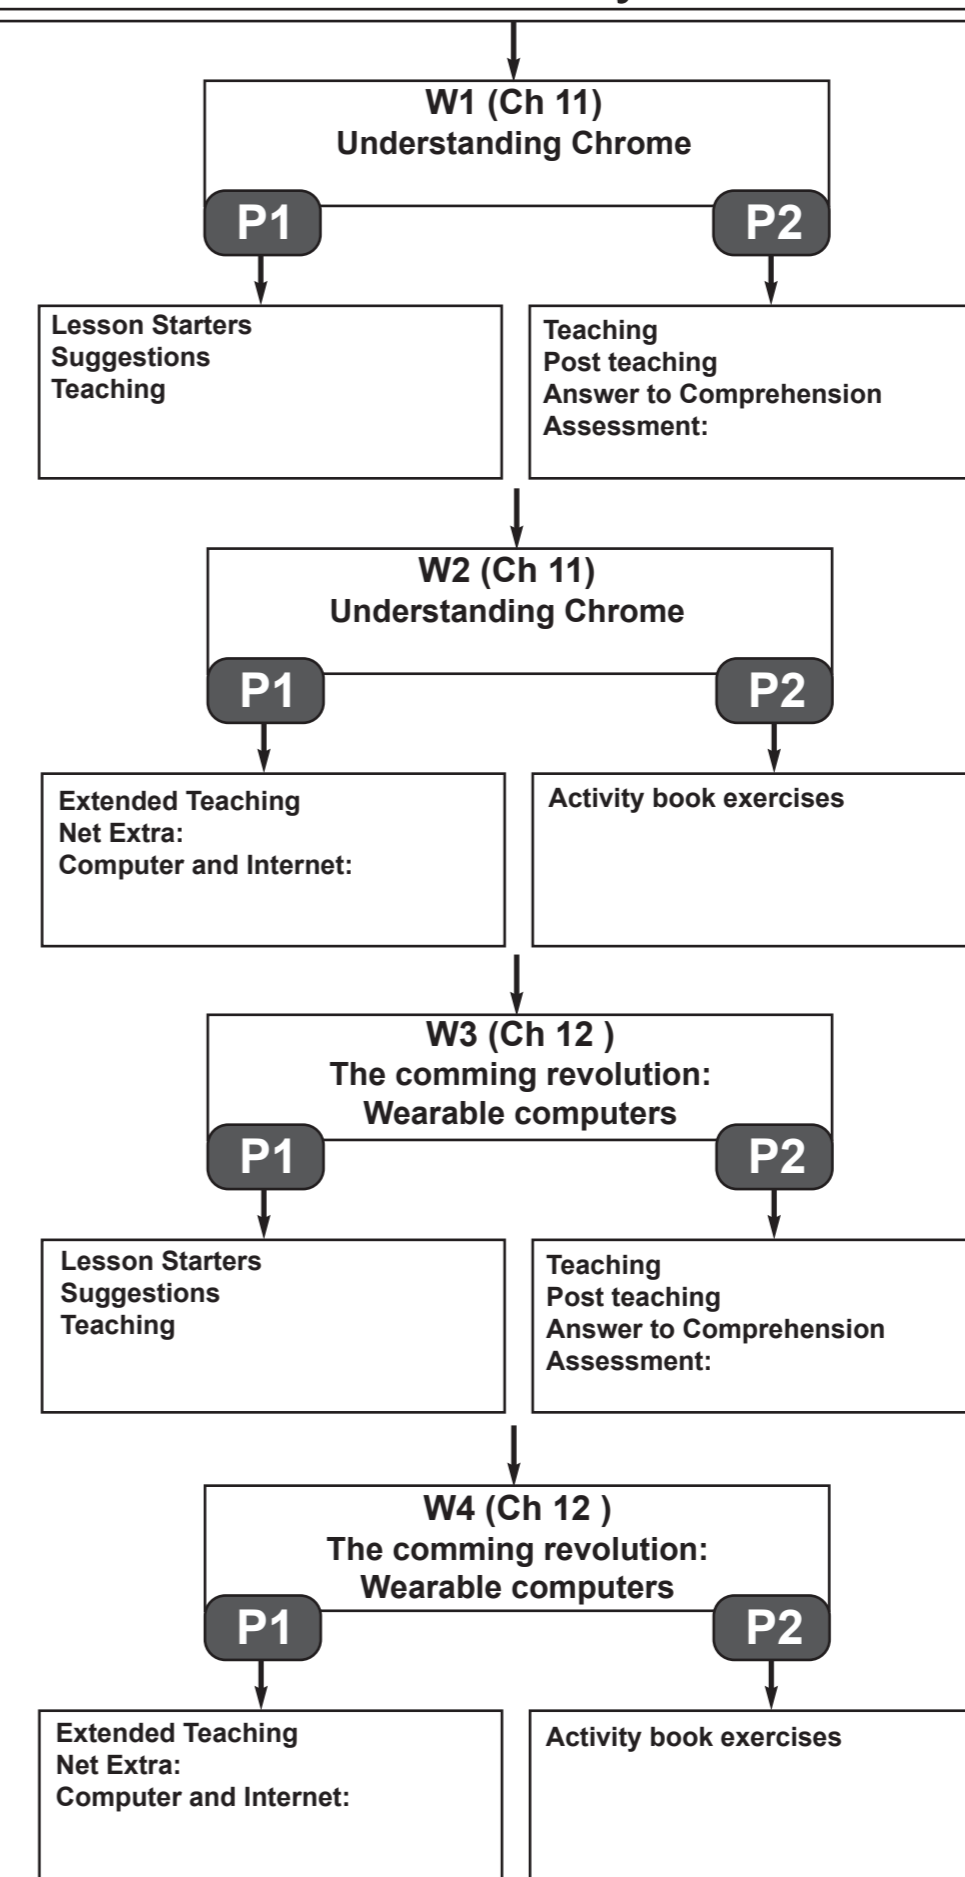 W1 (Ch 11)
Understanding Chrome
P1
P2
Lesson Starters
Suggestions
Teaching
Teaching
Post teaching
Answer to Comprehension
Assessment:
W2 (Ch 11)
Understanding Chrome
P1
P2
Extended Teaching
Net Extra:
Computer and Internet:
Activity book exercises
W3 (Ch 12 )
The comming revolution:
Wearable computers
P1
P2
Lesson Starters
Suggestions
Teaching
Teaching
Post teaching
Answer to Comprehension
Assessment:
W4 (Ch 12 )
The comming revolution:
Wearable computers
P1
P2
Extended Teaching
Net Extra:
Computer and Internet:
Activity book exercises